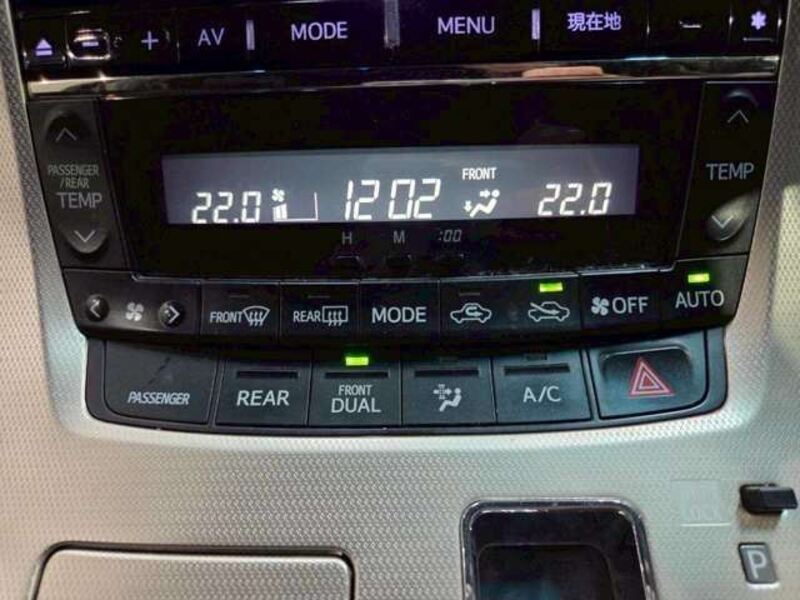 + AV MODE MENU 現在地 *
PASSENGER
/REAR
TEMP
22.0 12 02 FRONT 22.0
TEMP
H M :00
FRONT REAR MODE OFF AUTO
PASSENGER REAR FRONT
DUAL A/C
P